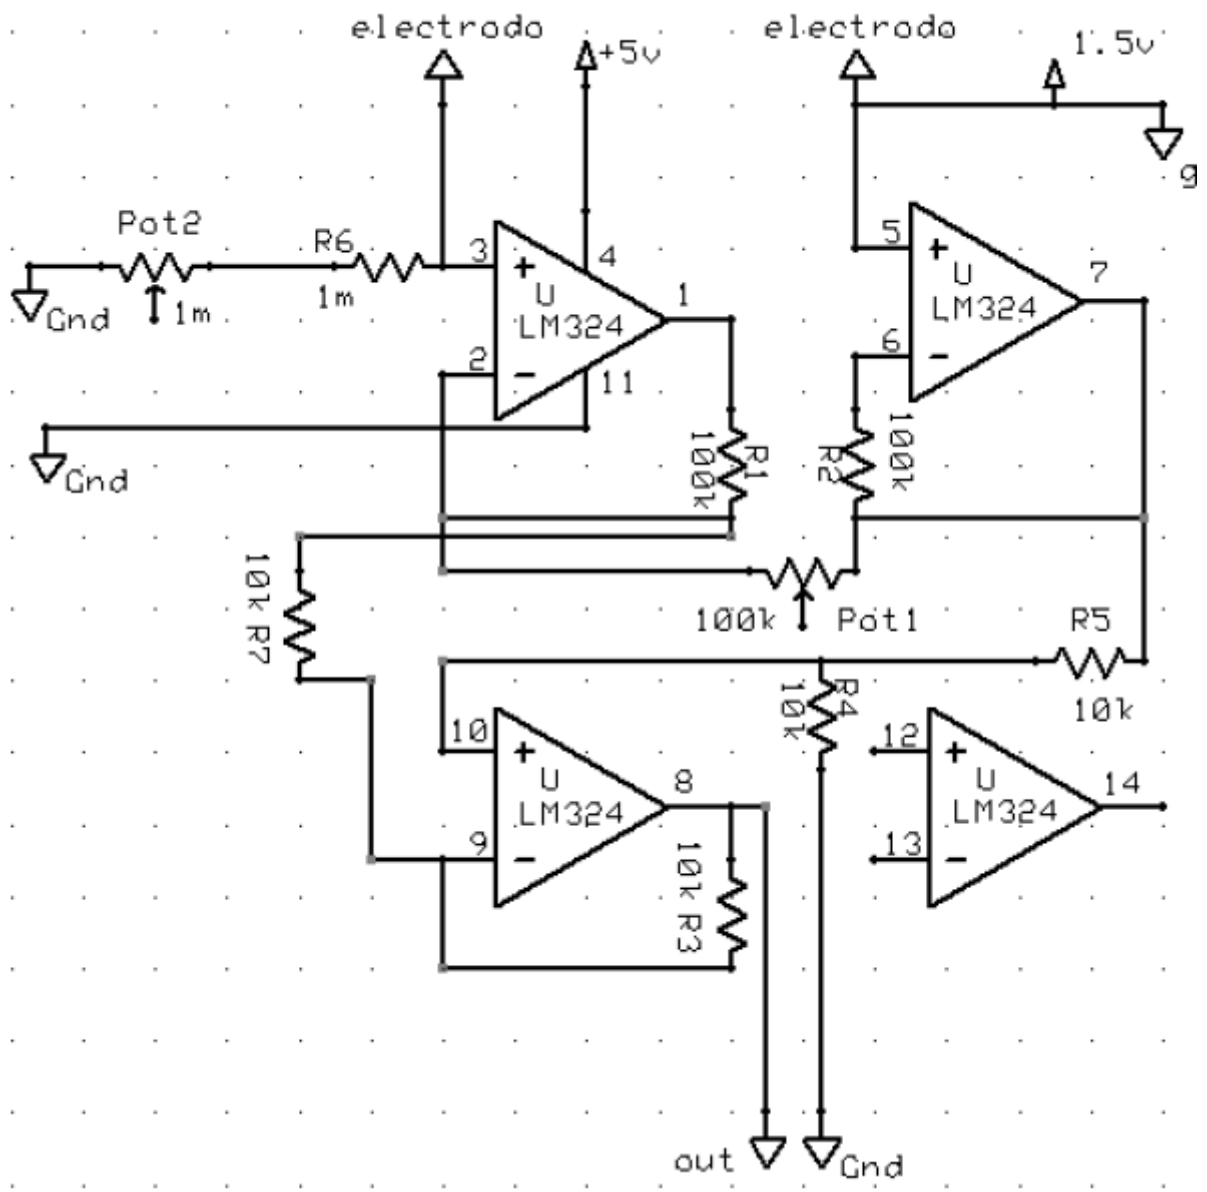 electrodo
+5v
electrodo
1.5v
g
Pot2
1m
Gnd
R6
1m
3
+
4
U
LM324
1
2
-
11
Gnd
5
+
U
LM324
7
6
-
R1
100k
R2
100k
10k R7
100k
Pot1
R5
10k
R4
10k
10
+
U
LM324
8
9
-
10k R3
12
+
U
LM324
14
13
-
out
Gnd